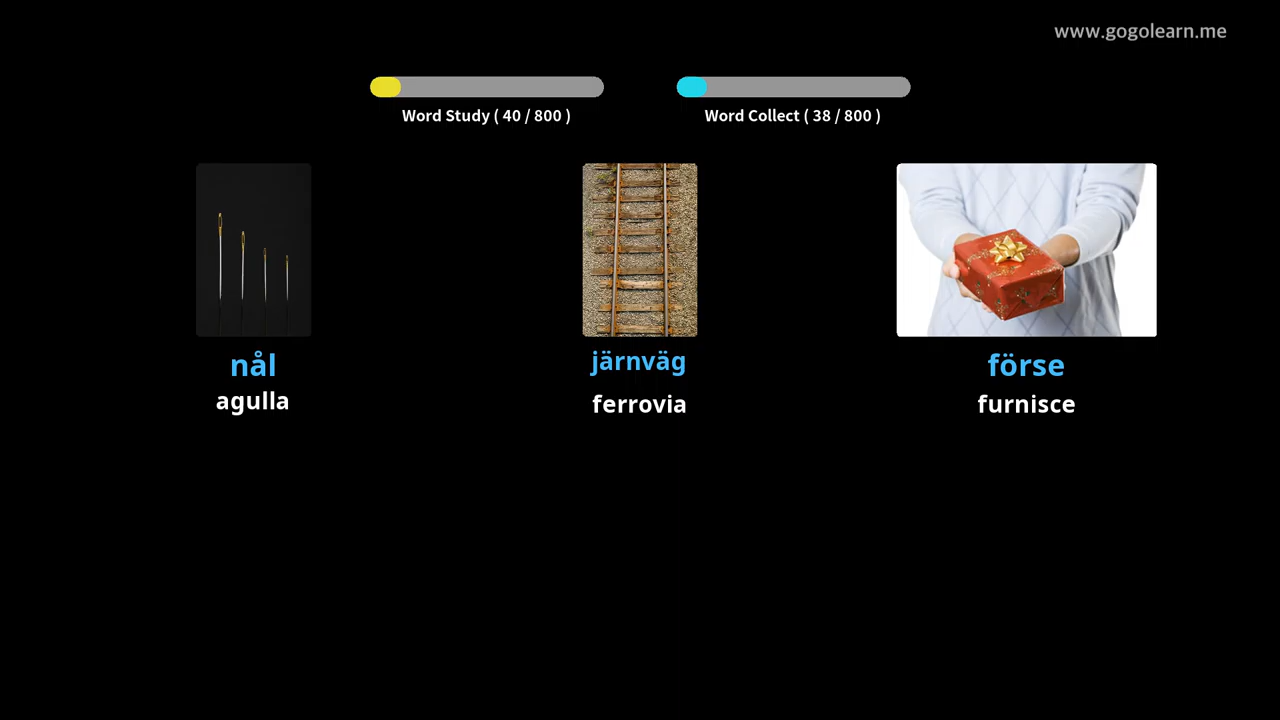 www.gogolearn.me
Word Study ( 40 / 800 )
Word Collect ( 38 / 800 )
nål
järnväg
förse
agulla
ferrovia
furnisce